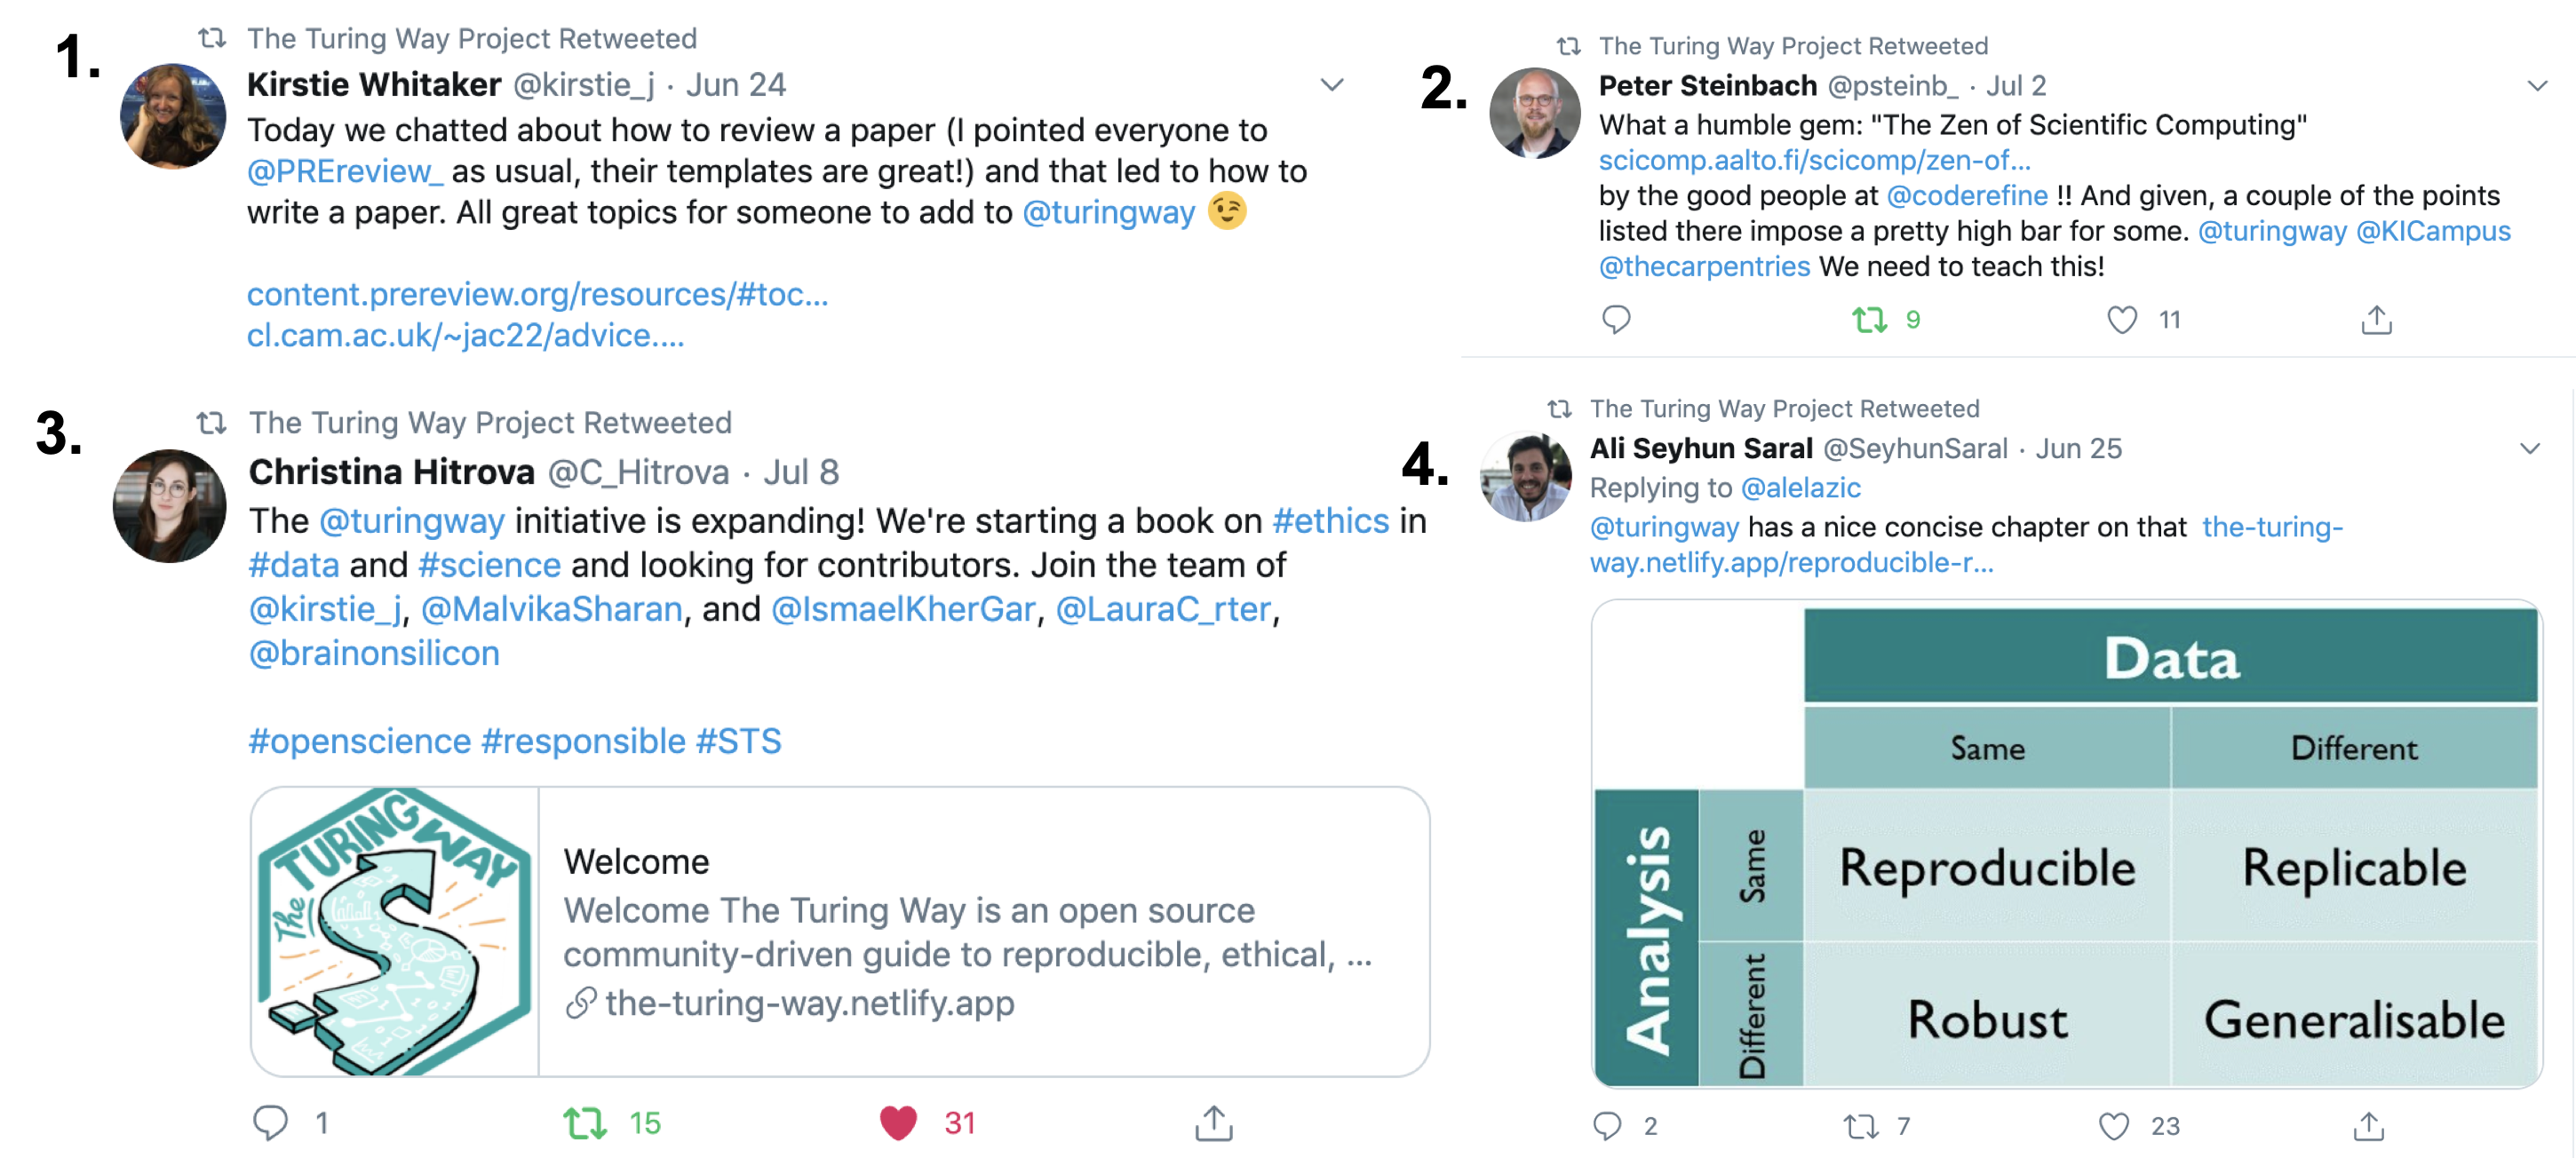 1.
The Turing Way Project Retweeted
Kirstie Whitaker @kirstie_j · Jun 24
Today we chatted about how to review a paper (I pointed everyone to
@PREreview_ as usual, their templates are great!) and that led to how to
write a paper. All great topics for someone to add to @turingway 😉
content.prereview.org/resources/#toc...
cl.cam.ac.uk/~jac22/advice....
2.
The Turing Way Project Retweeted
Peter Steinbach @psteinb_ · Jul 2
What a humble gem: "The Zen of Scientific Computing"
scicomp.aalto.fi/scicomp/zen-of...
by the good people at @coderefine !! And given, a couple of the points
listed there impose a pretty high bar for some. @turingway @KICampus
@thecarpentries We need to teach this!
9 11
3.
The Turing Way Project Retweeted
Christina Hitrova @C_Hitrova · Jul 8
The @turingway initiative is expanding! We're starting a book on #ethics in
#data and #science and looking for contributors. Join the team of
@kirstie_j, @MalvikaSharan, and @IsmaelKherGar, @LauraC_rter,
@brainonsilicon
#openscience #responsible #STS
The TURING WAY
Welcome
Welcome The Turing Way is an open source
community-driven guide to reproducible, ethical, ...
the-turing-way.netlify.app
1 15 31
4.
The Turing Way Project Retweeted
Ali Seyhun Saral @SeyhunSaral · Jun 25
Replying to @alelazic
@turingway has a nice concise chapter on that the-turing-
way.netlify.app/reproducible-r...
Data
Same Different
Analysis
Same
Reproducible Replicable
Different
Robust Generalisable
2 7 23